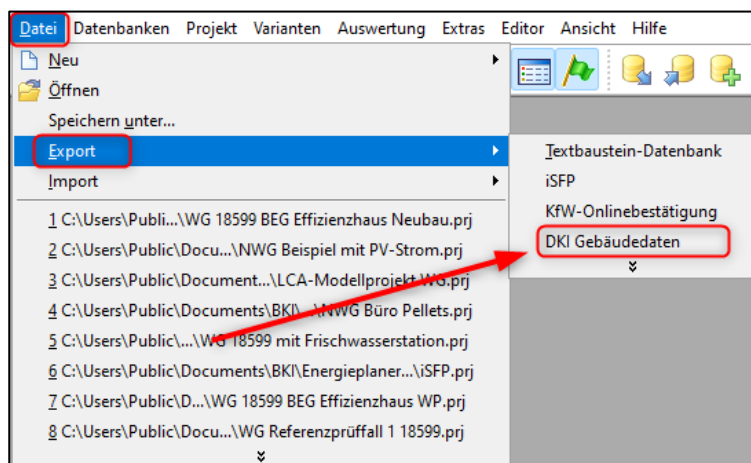 Datei Datenbanken Projekt Varianten Auswertung Extras Editor Ansicht Hilfe
Neu
Öffnen
Speichern unter...
Export
Import
1 C:\Users\Publi...\WG 18599 BEG Effizienzhaus Neubau.prj
2 C:\Users\Public\Docu...\NWG Beispiel mit PV-Strom.prj
3 C:\Users\Public\Document...\LCA-Modellprojekt WG.prj
4 C:\Users\Public\Documents\BKI\...\NWG Büro Pellets.prj
5 C:\Users\Public\...\WG 18599 mit Frischwasserstation.prj
6 C:\Users\Public\Documents\BKI\Energieplaner...\iSFP.prj
7 C:\Users\Public\D...\WG 18599 BEG Effizienzhaus WP.prj
8 C:\Users\Public\Docu...\WG Referenzprüffall 1 18599.prj
Textbaustein-Datenbank
iSFP
KfW-Onlinebestätigung
DKI Gebäudedaten